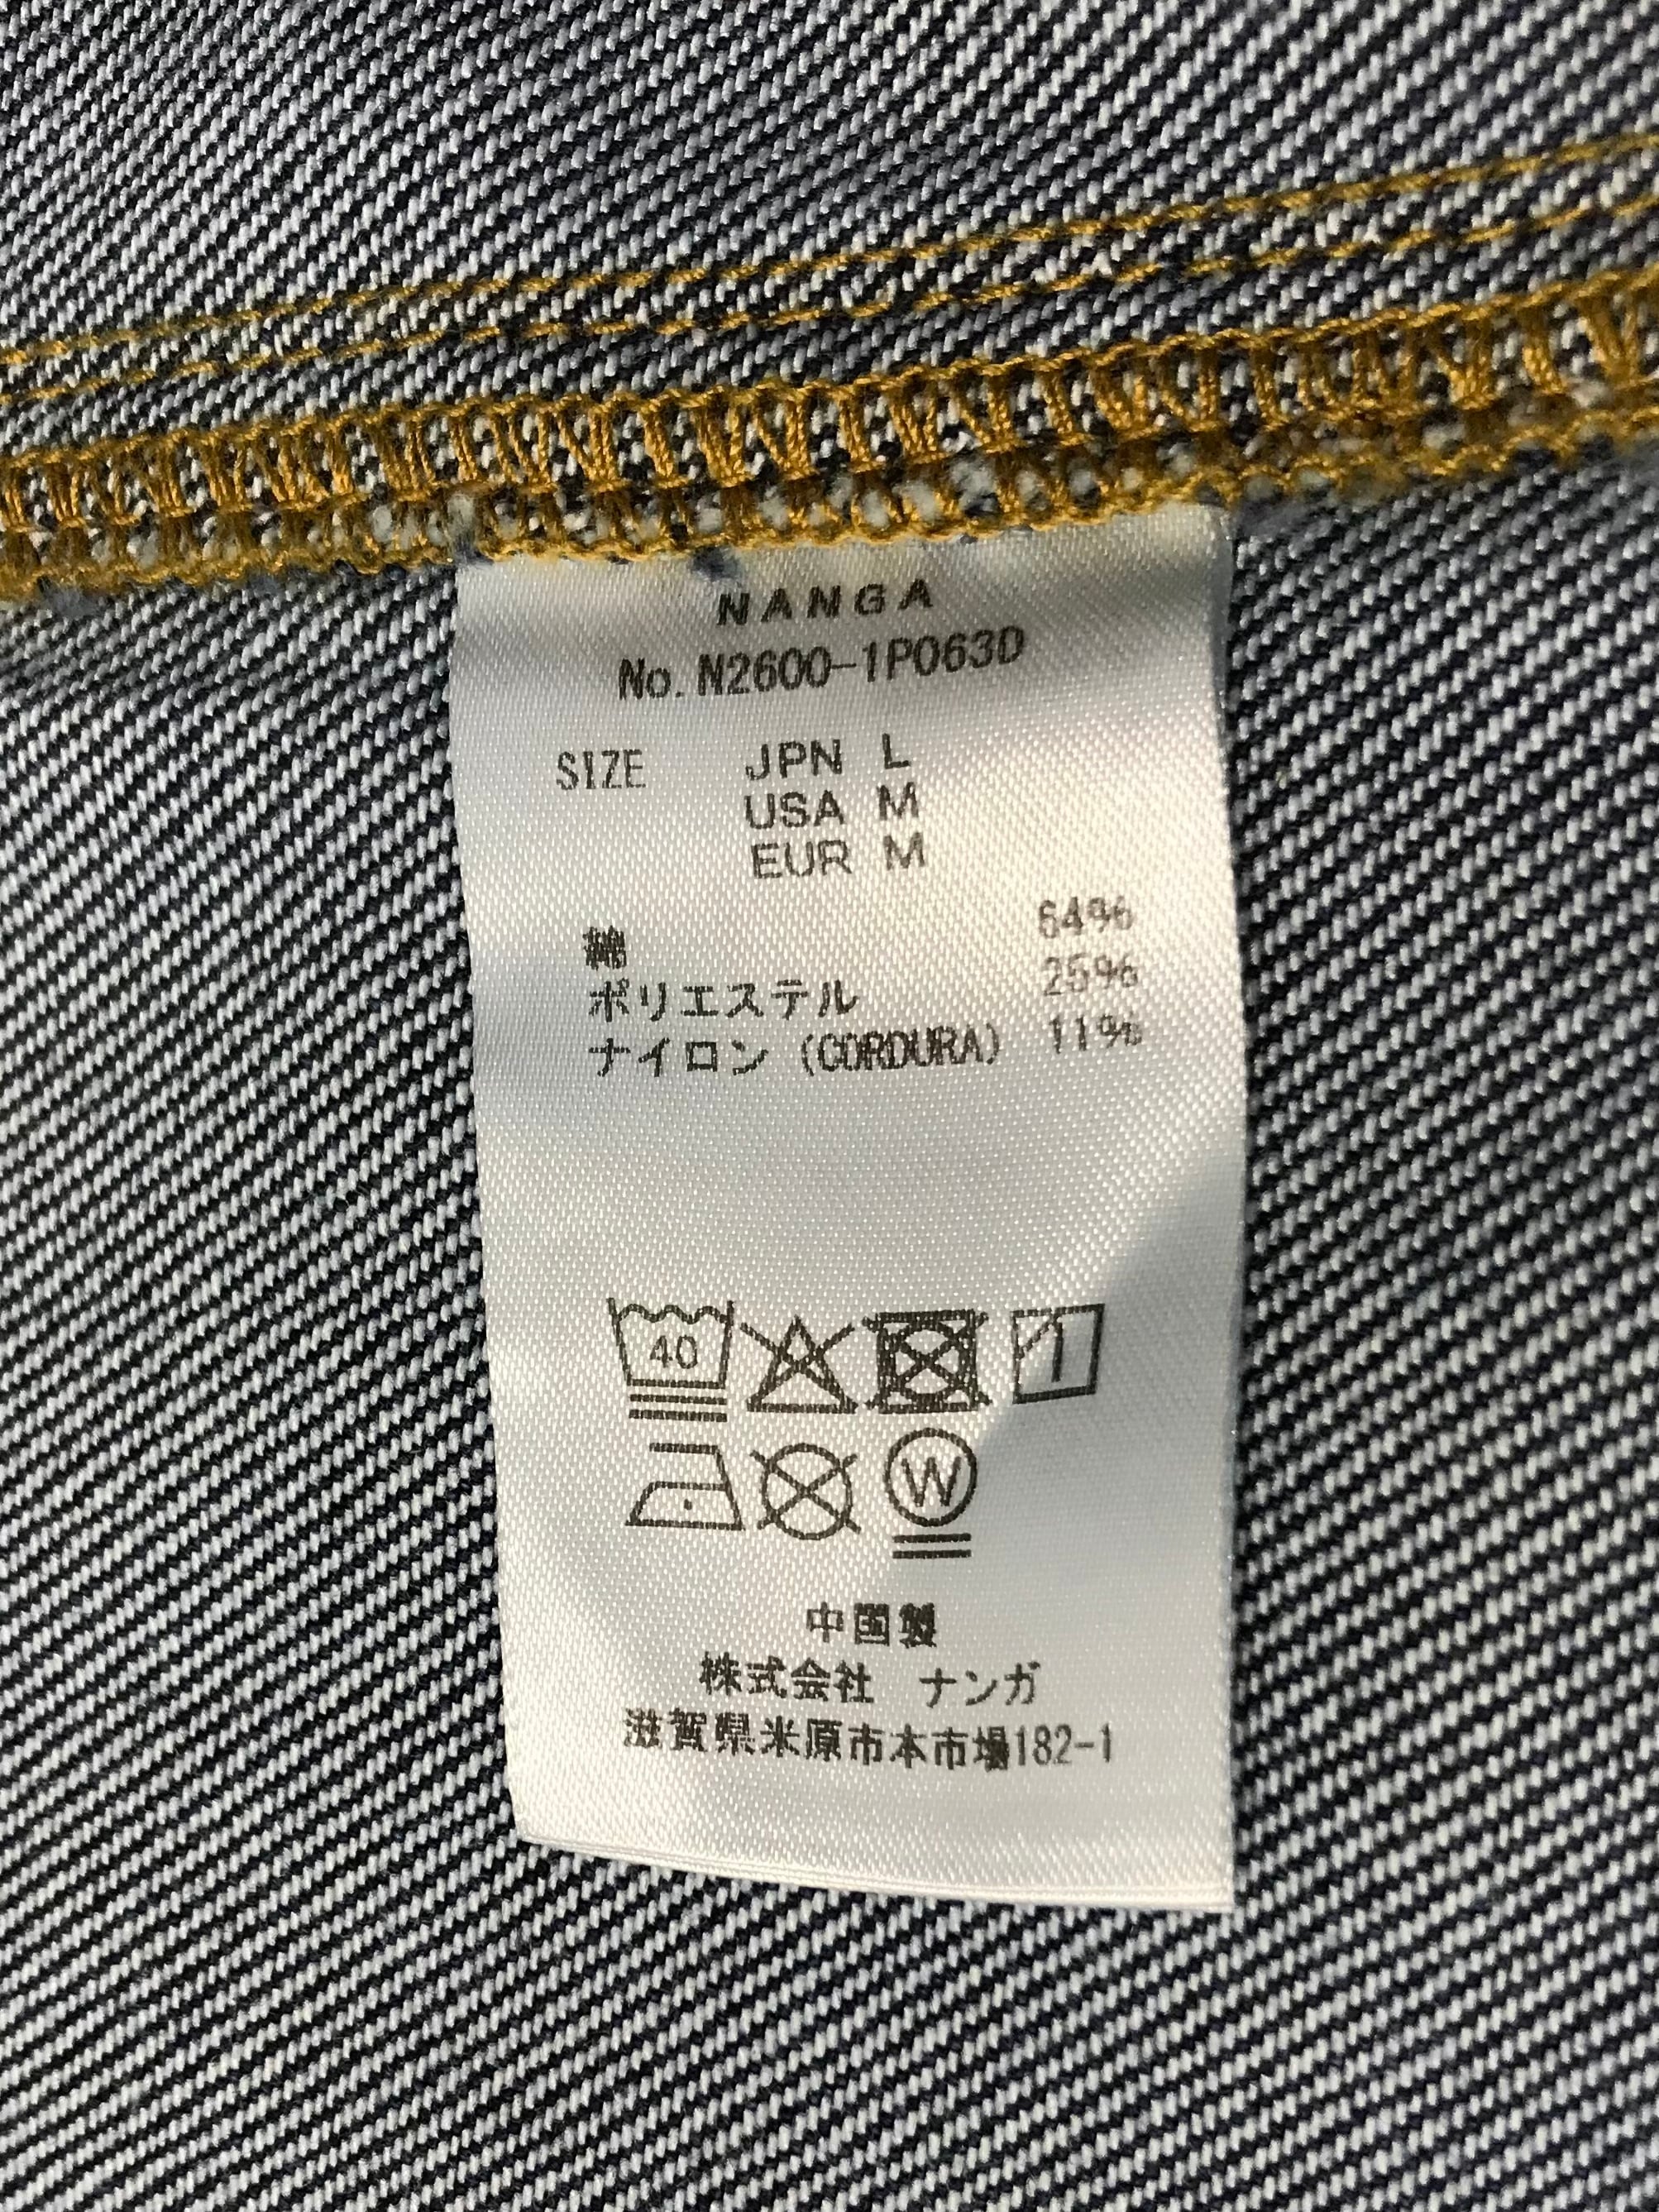 NANGA
No. N2600-1P063D
SIZE JPN L
USA M
EUR M
綿 64%
ポリエステル 25%
ナイロン (CORDURA) 11%
40
W
中国製
株式会社 ナンガ
滋賀県米原市本市場182-1